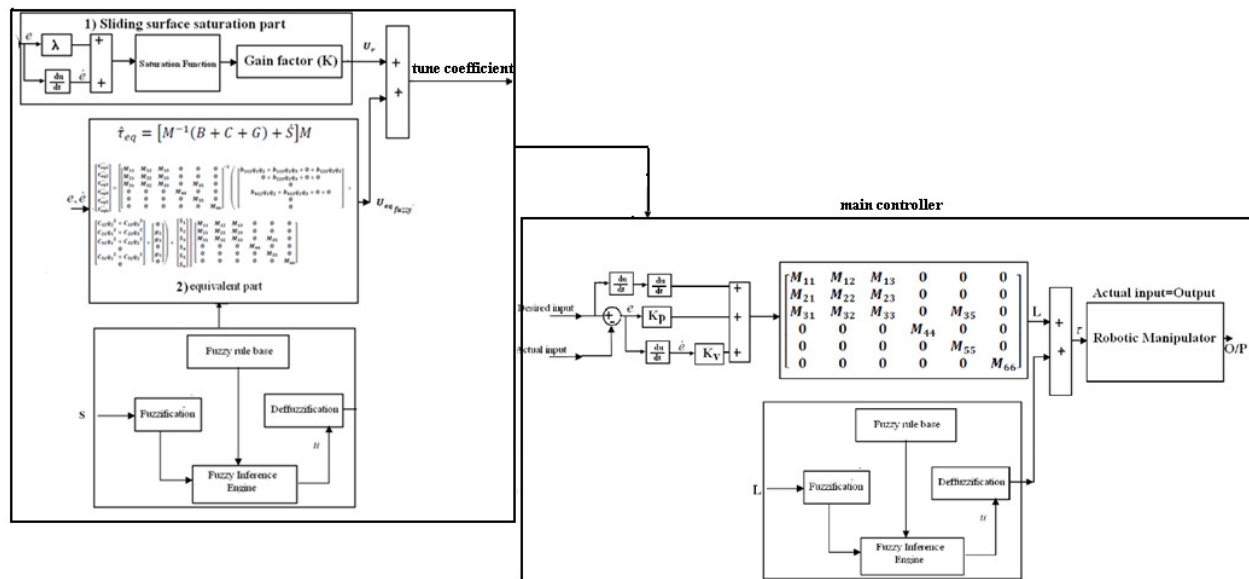 1) Sliding surface saturation part
e
λ
+
du
dt
ė
+
Saturation Function
Gain factor (K)
Ur
+
+
tune coefficient
τ̂eq = [M⁻¹(B + C + G) + Ṡ]M
e, ė
Ueq fuzzy
2) equivalent part
Fuzzy rule base
S
Fuzzification
Deffuzzification
u
Fuzzy Inference
Engine
main controller
Desired input
Actual input
+-
e
du
dt
du
dt
Kp
du
dt
ė
Kv
+
+
+
M11 M12 M13 0 0 0
M21 M22 M23 0 0 0
M31 M32 M33 0 M35 0
0 0 0 M44 0 0
0 0 0 0 M55 0
0 0 0 0 0 M66
L
+
+
τ
Actual input=Output
Robotic Manipulator
O/P
Fuzzy rule base
L
Fuzzification
Deffuzzification
u
Fuzzy Inference
Engine